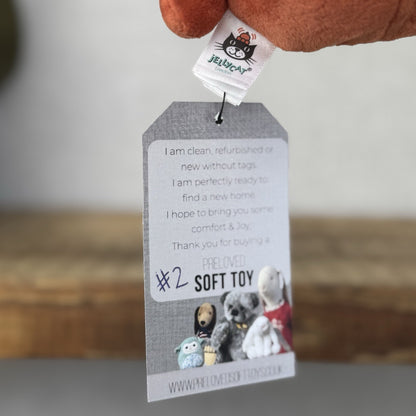 JELLYCAT®
LONDON
I am clean, refurbished or
new without tags.
I am perfectly ready to
find a new home.
I hope to bring you some
comfort & Joy.
Thank you for buying a
PRELOVED
#2 SOFT TOY
WWW.PRELOVEDSOFTTOYS.CO.UK